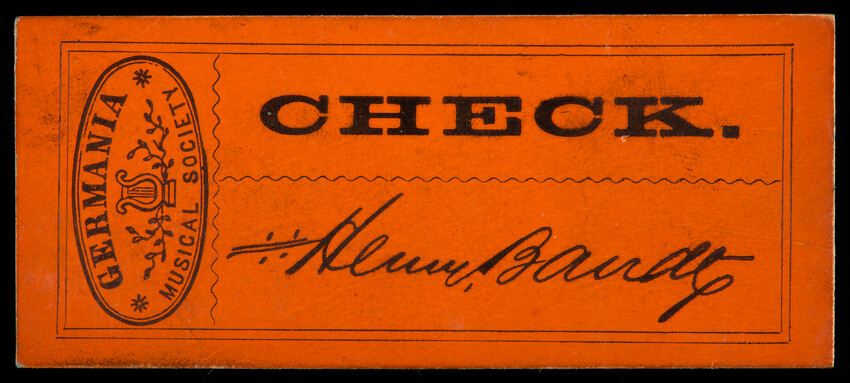 GERMANIA
MUSICAL SOCIETY
CHECK.
Henry Bandt